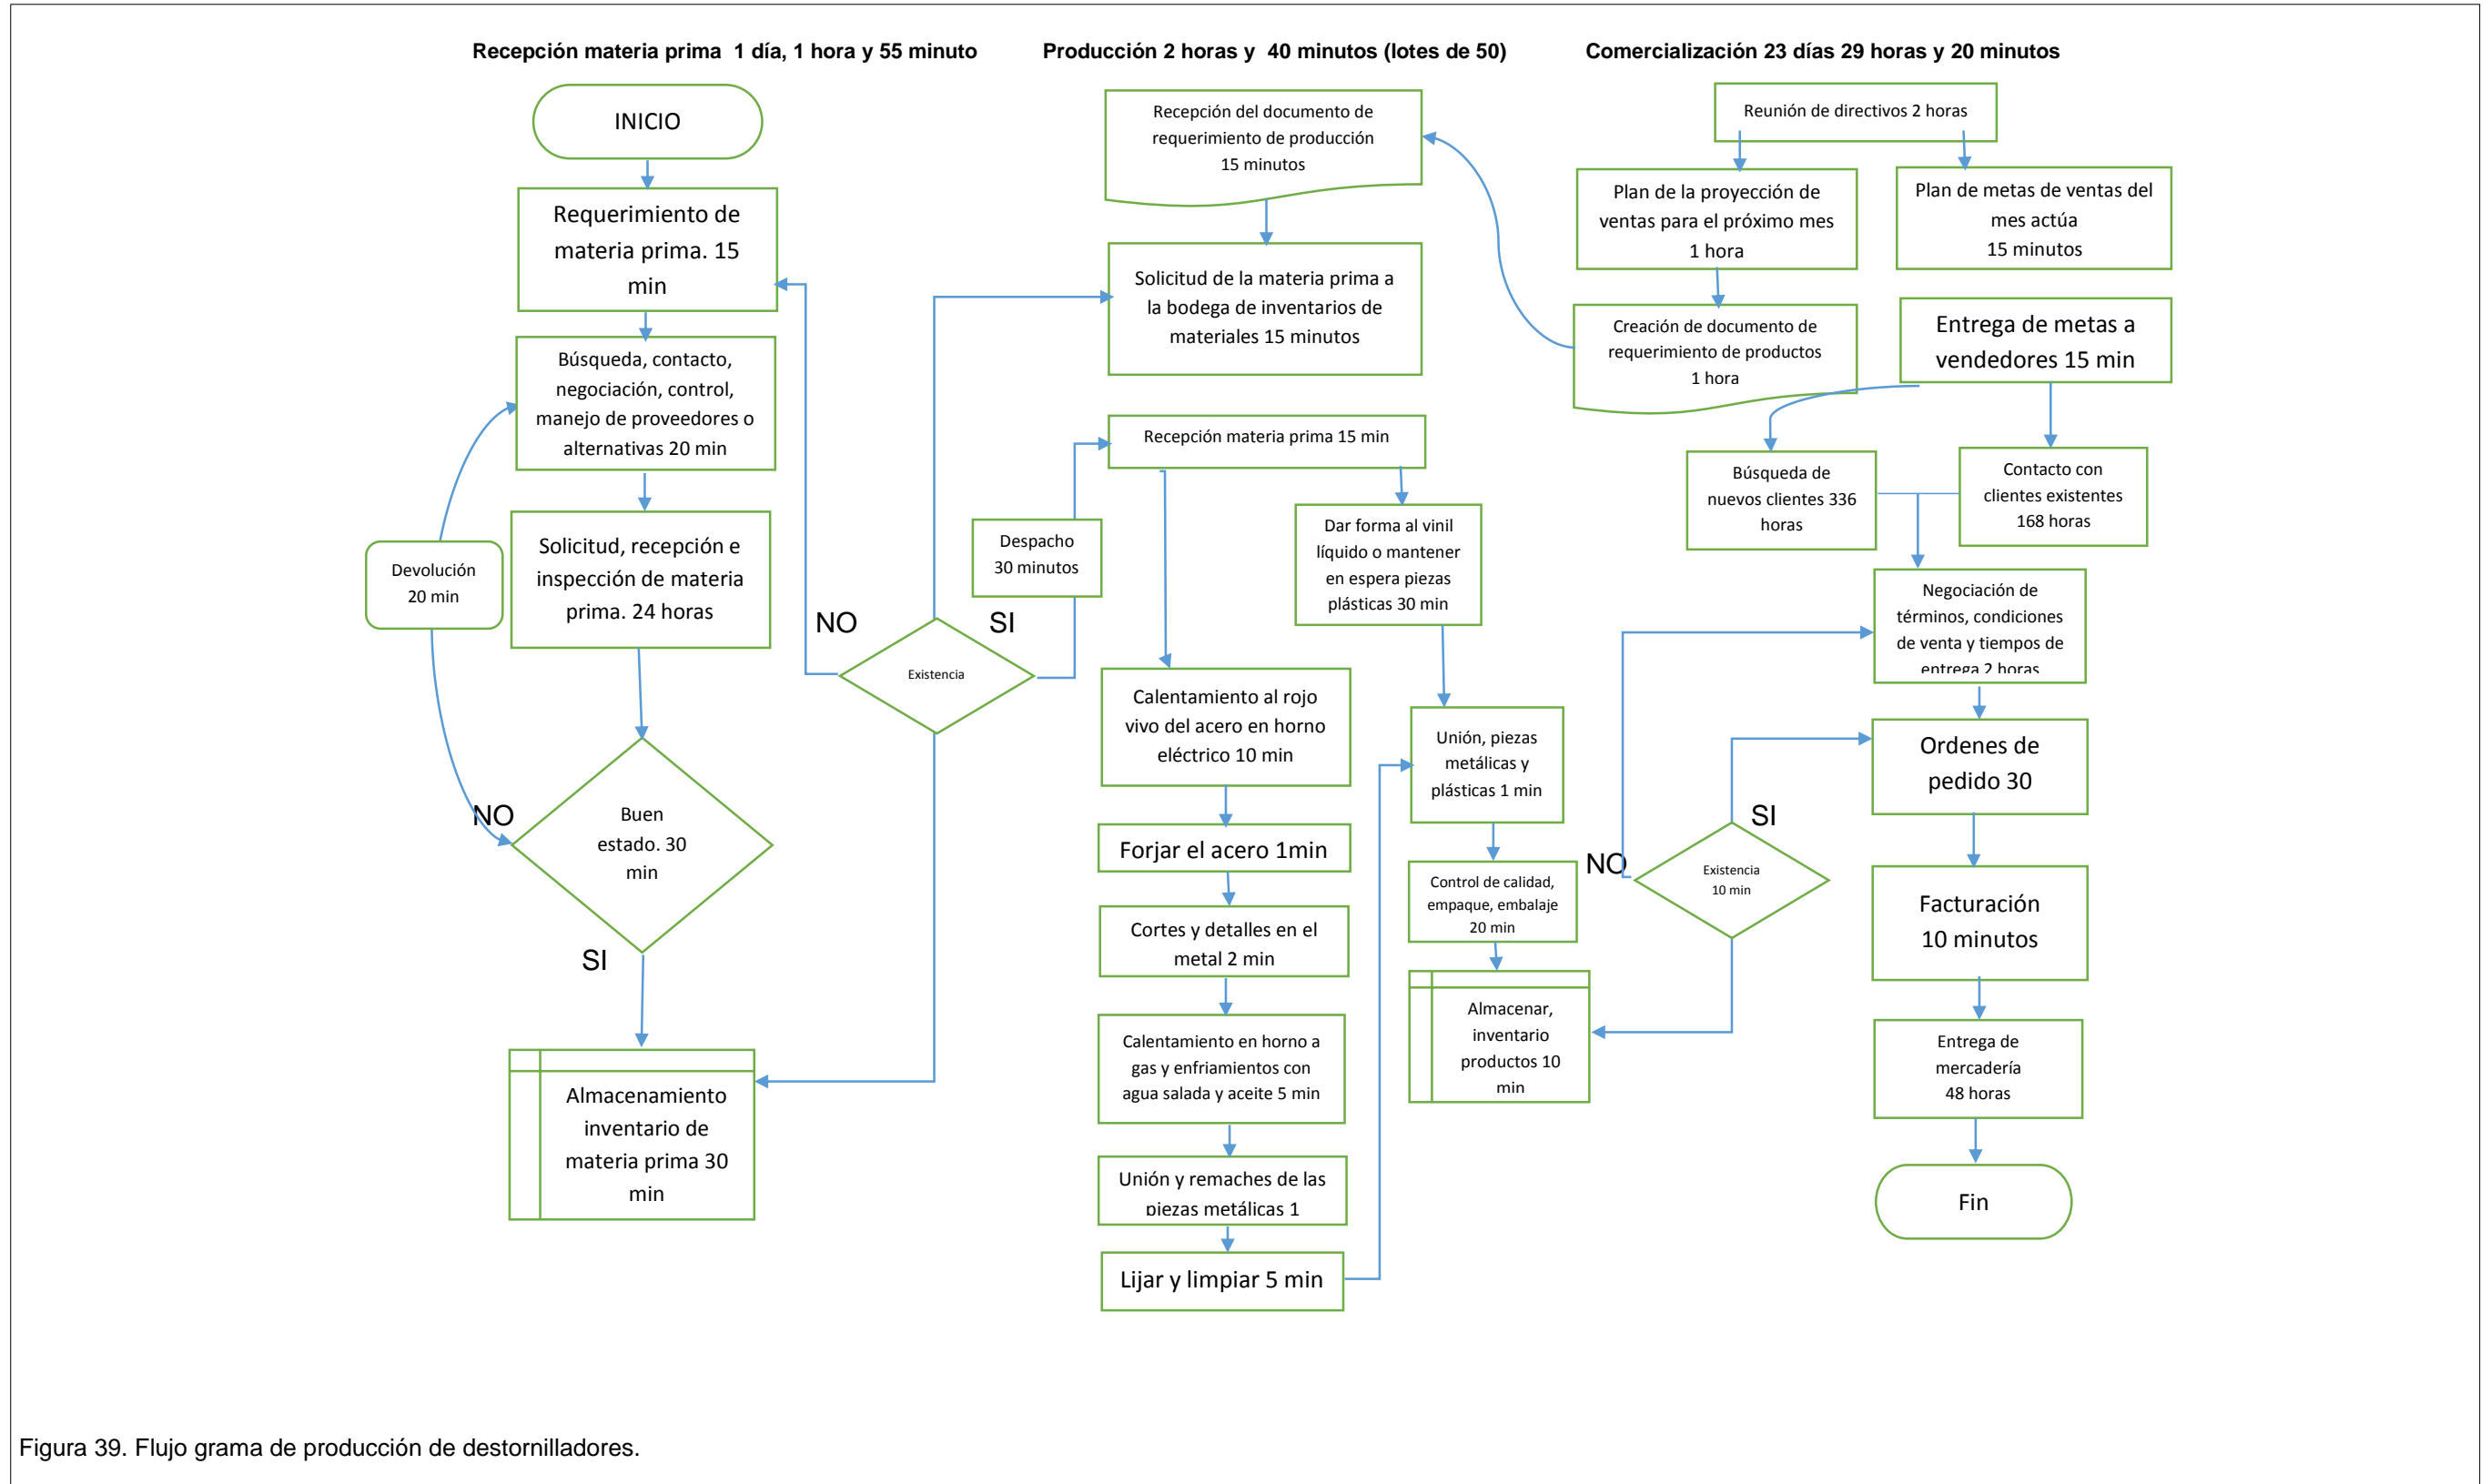 Recepción materia prima  1 día, 1 hora y 55 minuto
INICIO
Requerimiento de
materia prima. 15
min
Búsqueda, contacto,
negociación, control,
manejo de proveedores o
alternativas 20 min
Devolución
20 min
Solicitud, recepción e
inspección de materia
prima. 24 horas
NO
Buen
estado. 30
min
SI
Almacenamiento
inventario de
materia prima 30
min
NO
SI
Existencia
Despacho
30 minutos
Producción 2 horas y  40 minutos (lotes de 50)
Recepción del documento de
requerimiento de producción
15 minutos
Solicitud de la materia prima a
la bodega de inventarios de
materiales 15 minutos
Recepción materia prima 15 min
Dar forma al vinil
líquido o mantener
en espera piezas
plásticas 30 min
Calentamiento al rojo
vivo del acero en horno
eléctrico 10 min
Forjar el acero 1min
Cortes y detalles en el
metal 2 min
Calentamiento en horno a
gas y enfriamientos con
agua salada y aceite 5 min
Unión y remaches de las
piezas metálicas 1
Lijar y limpiar 5 min
Unión, piezas
metálicas y
plásticas 1 min
Control de calidad,
empaque, embalaje
20 min
Almacenar,
inventario
productos 10
min
Comercialización 23 días 29 horas y 20 minutos
Reunión de directivos 2 horas
Plan de la proyección de
ventas para el próximo mes
1 hora
Plan de metas de ventas del
mes actúa
15 minutos
Creación de documento de
requerimiento de productos
1 hora
Entrega de metas a
vendedores 15 min
Búsqueda de
nuevos clientes 336
horas
Contacto con
clientes existentes
168 horas
Negociación de
términos, condiciones
de venta y tiempos de
entrega 2 horas
Ordenes de
pedido 30
SI
NO
Existencia
10 min
Facturación
10 minutos
Entrega de
mercadería
48 horas
Fin
Figura 39. Flujo grama de producción de destornilladores.